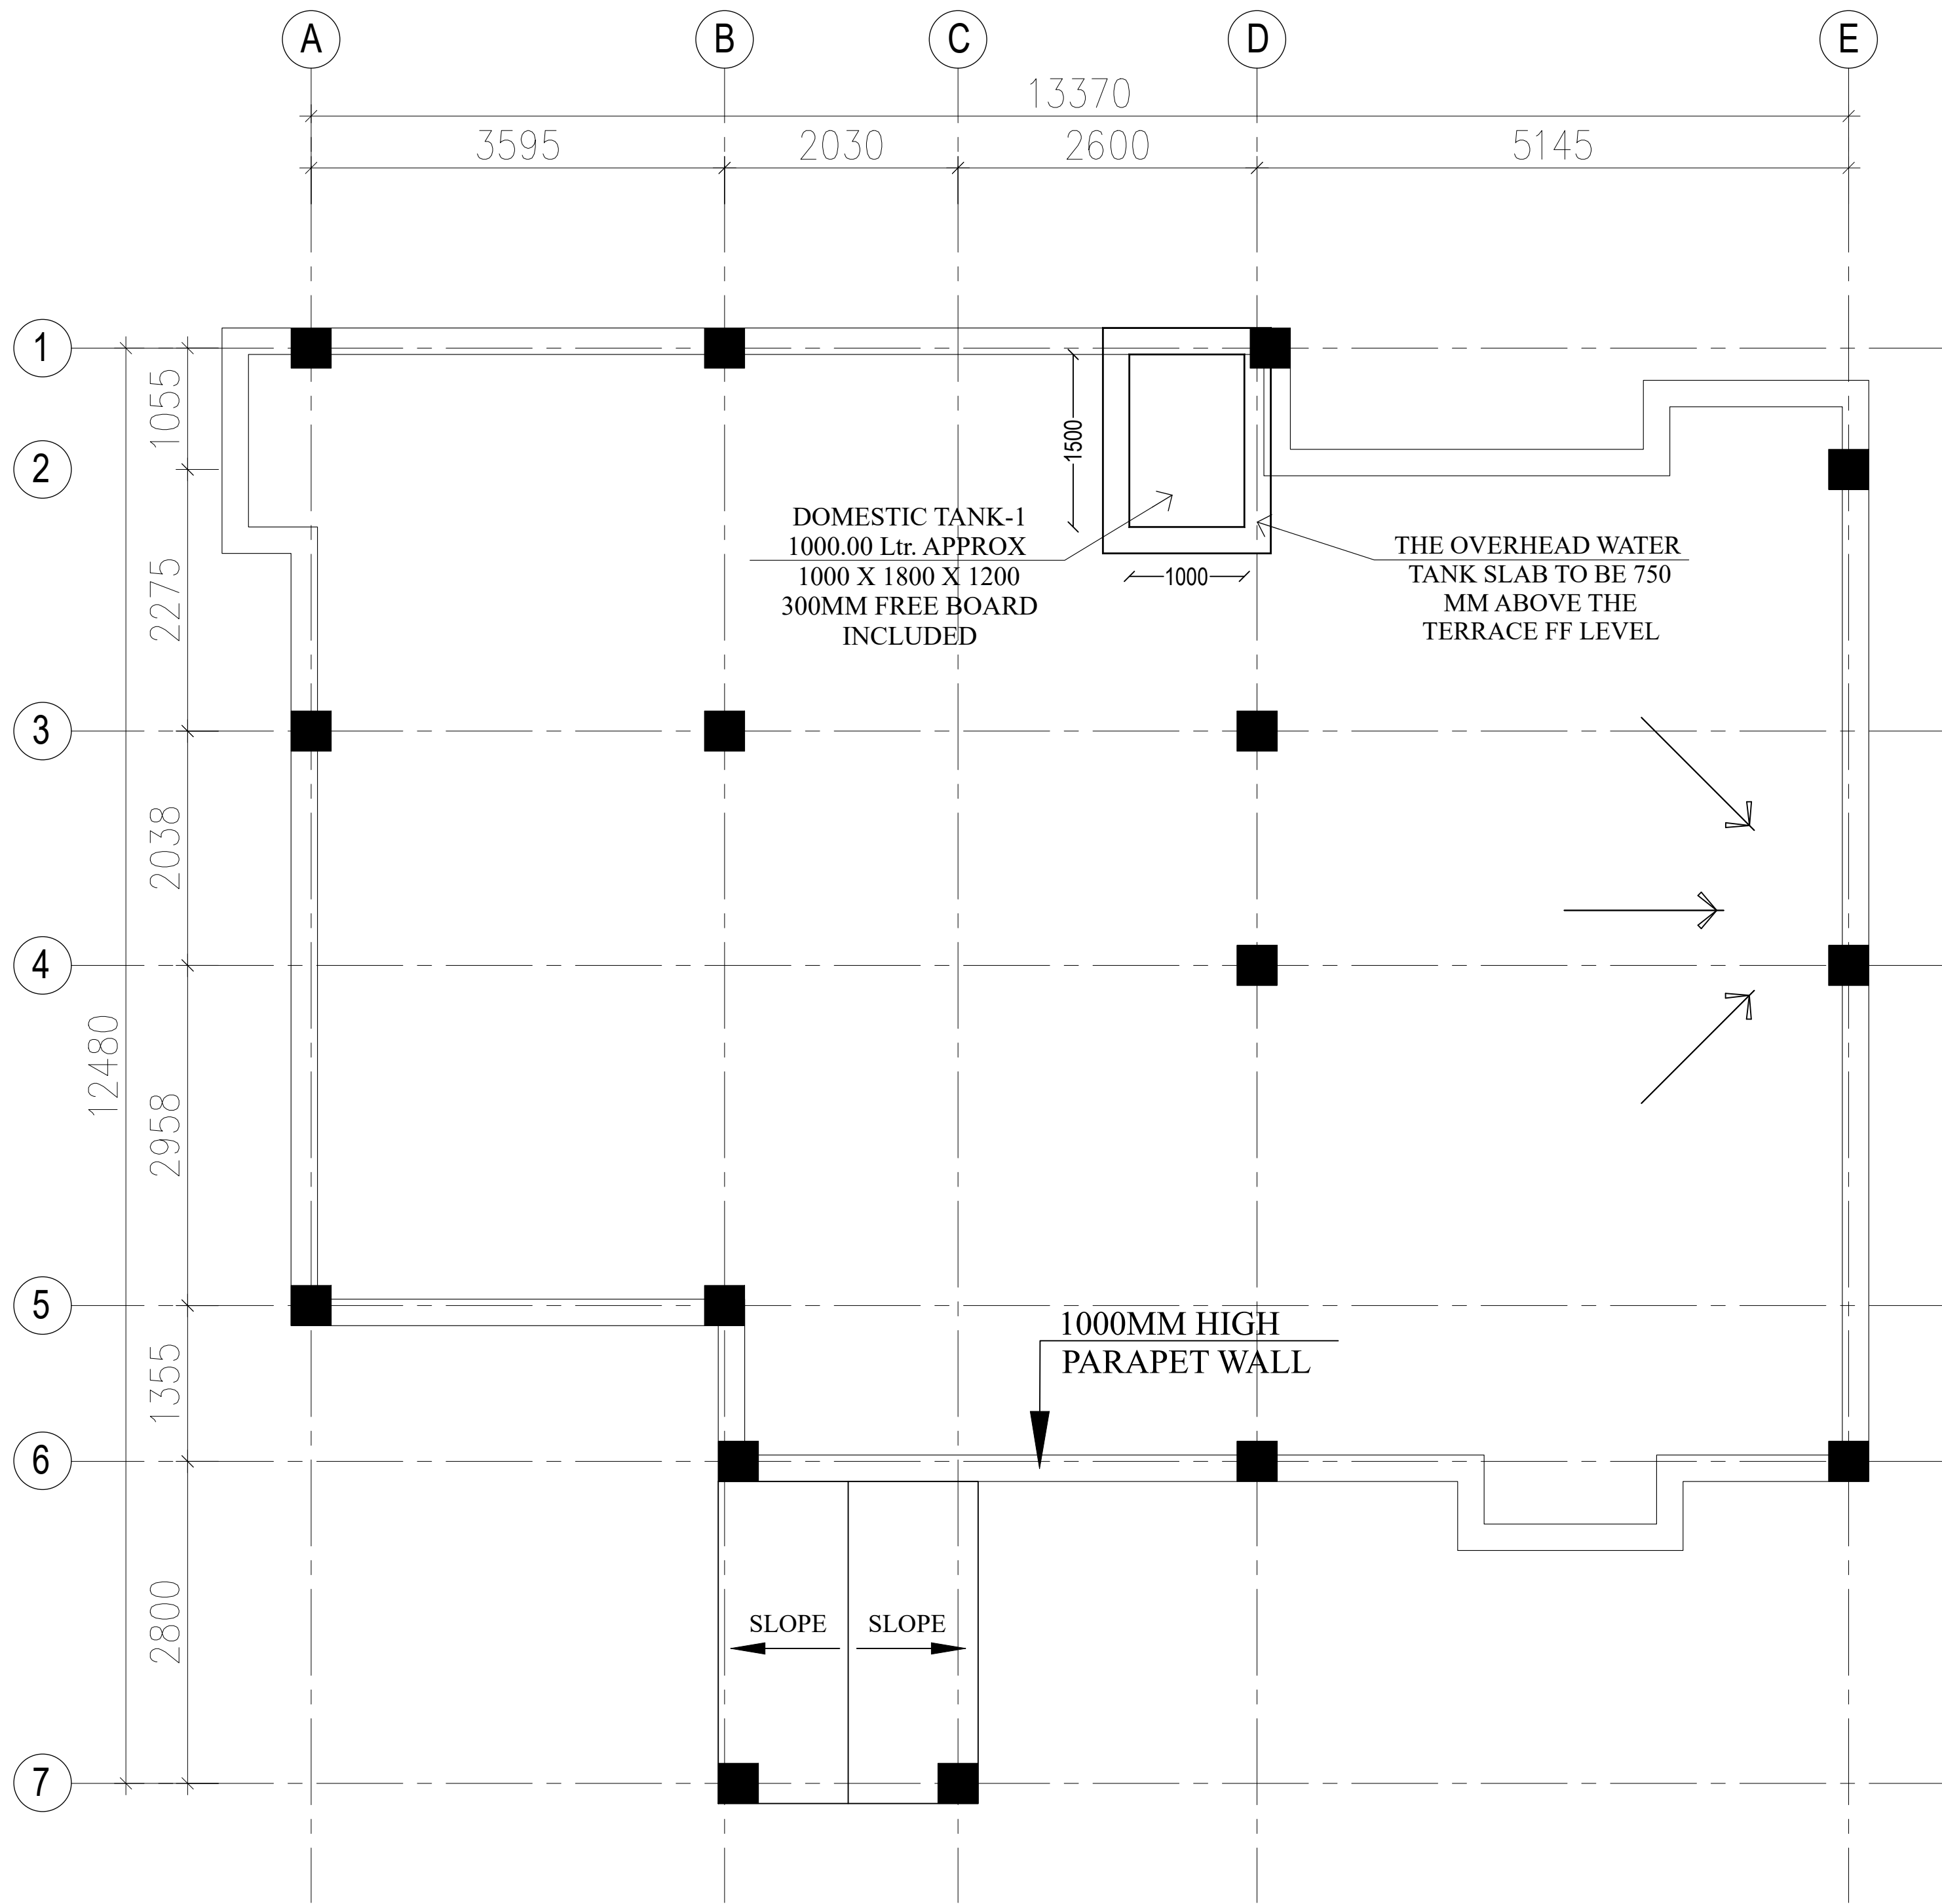 A B C D E
13370
3595 2030 2600 5145
1
1055
2
1500
DOMESTIC TANK-1
1000.00 Ltr. APPROX
1000 X 1800 X 1200
300MM FREE BOARD
INCLUDED
1000
THE OVERHEAD WATER
TANK SLAB TO BE 750
MM ABOVE THE
TERRACE FF LEVEL
2275
3
2038
4
12480
2958
5
1000MM HIGH
PARAPET WALL
1355
6
2800
SLOPE SLOPE
7